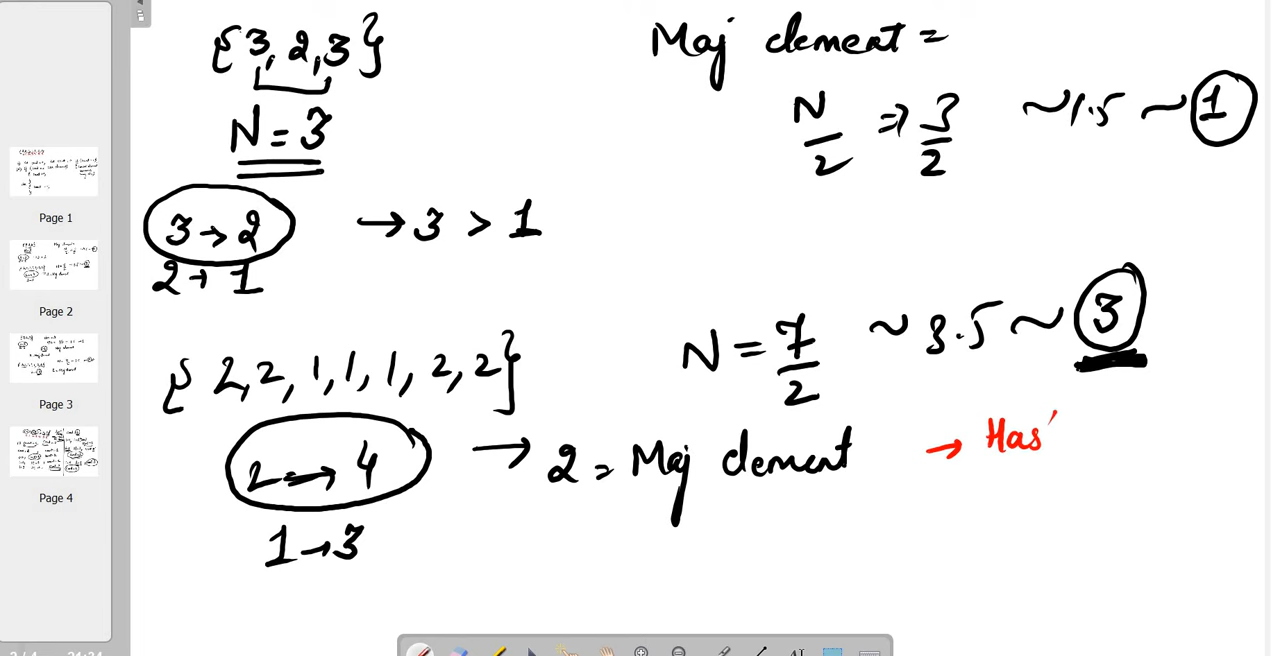 {3, 2, 3}
N = 3
Maj element =
N/2 => 3/2 ~1.5 ~ 1
3 → 2 → 3 > 1
2 → 1
{2, 2, 1, 1, 1, 2, 2}
N = 7/2 ~ 3.5 ~ 3
2 → 4 → 2 = Maj element → Has
1 → 3
Page 1
Page 2
Page 3
Page 4